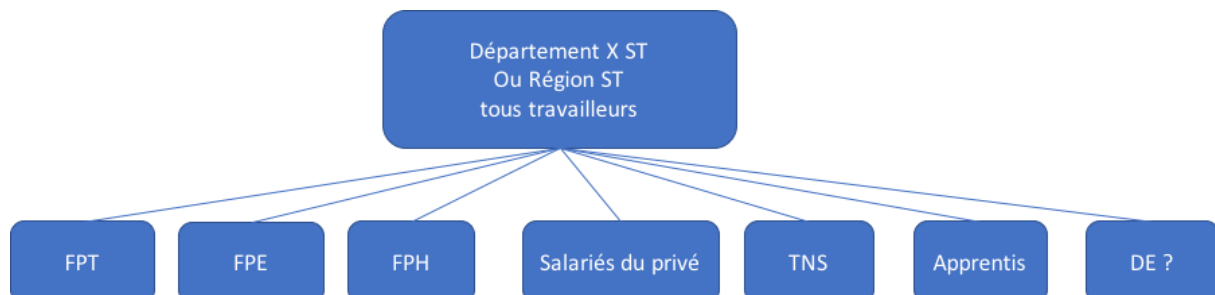 Département X ST
Ou Région ST
tous travailleurs
FPT
FPE
FPH
Salariés du privé
TNS
Apprentis
DE ?